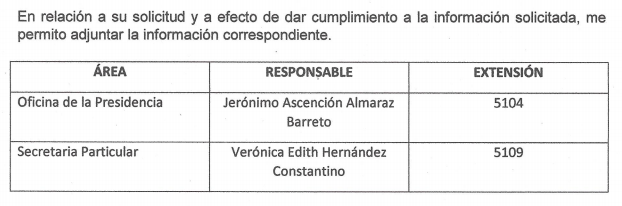 En relación a su solicitud y a efecto de dar cumplimiento a la información solicitada, me
permito adjuntar la información correspondiente.
ÁREA RESPONSABLE EXTENSIÓN
Oficina de la Presidencia Jerónimo Ascención Almaraz 5104
Barreto
Secretaria Particular Verónica Edith Hernández 5109
Constantino